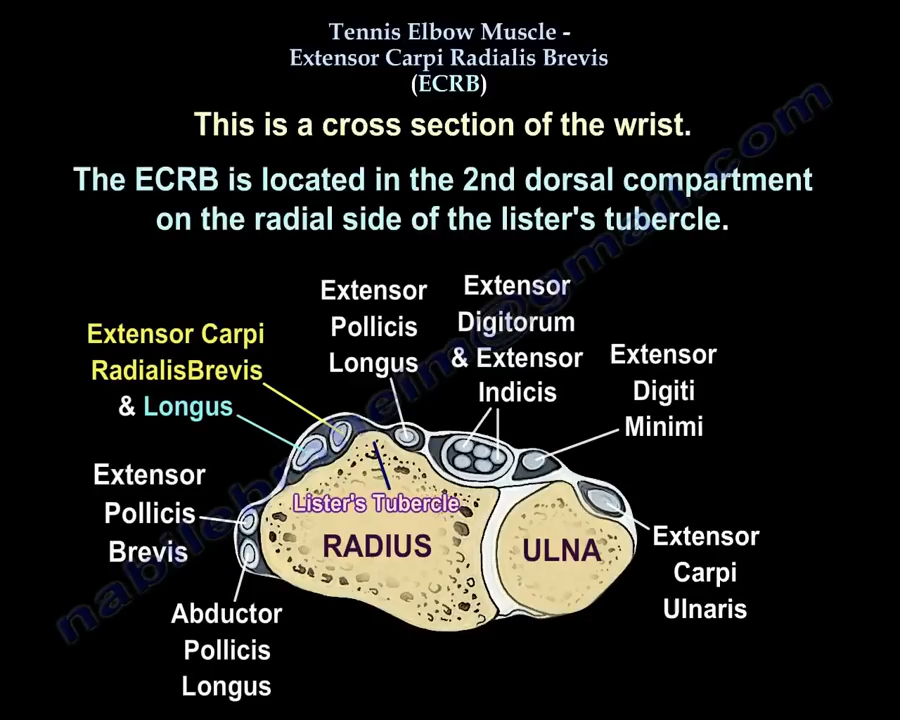 Tennis Elbow Muscle -
Extensor Carpi Radialis Brevis
(ECRB)
This is a cross section of the wrist.
The ECRB is located in the 2nd dorsal compartment
on the radial side of the lister's tubercle.
Extensor
Pollicis
Longus
Extensor
Digitorum
& Extensor
Indicis
Extensor Carpi
RadialisBrevis
& Longus
Extensor
Digiti
Minimi
Extensor
Pollicis
Brevis
Lister's Tubercle
RADIUS
ULNA
Extensor
Carpi
Ulnaris
Abductor
Pollicis
Longus